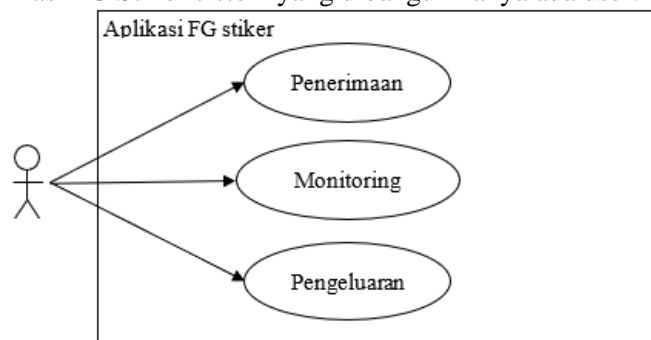 Aplikasi FG stiker
Penerimaan
Monitoring
Pengeluaran